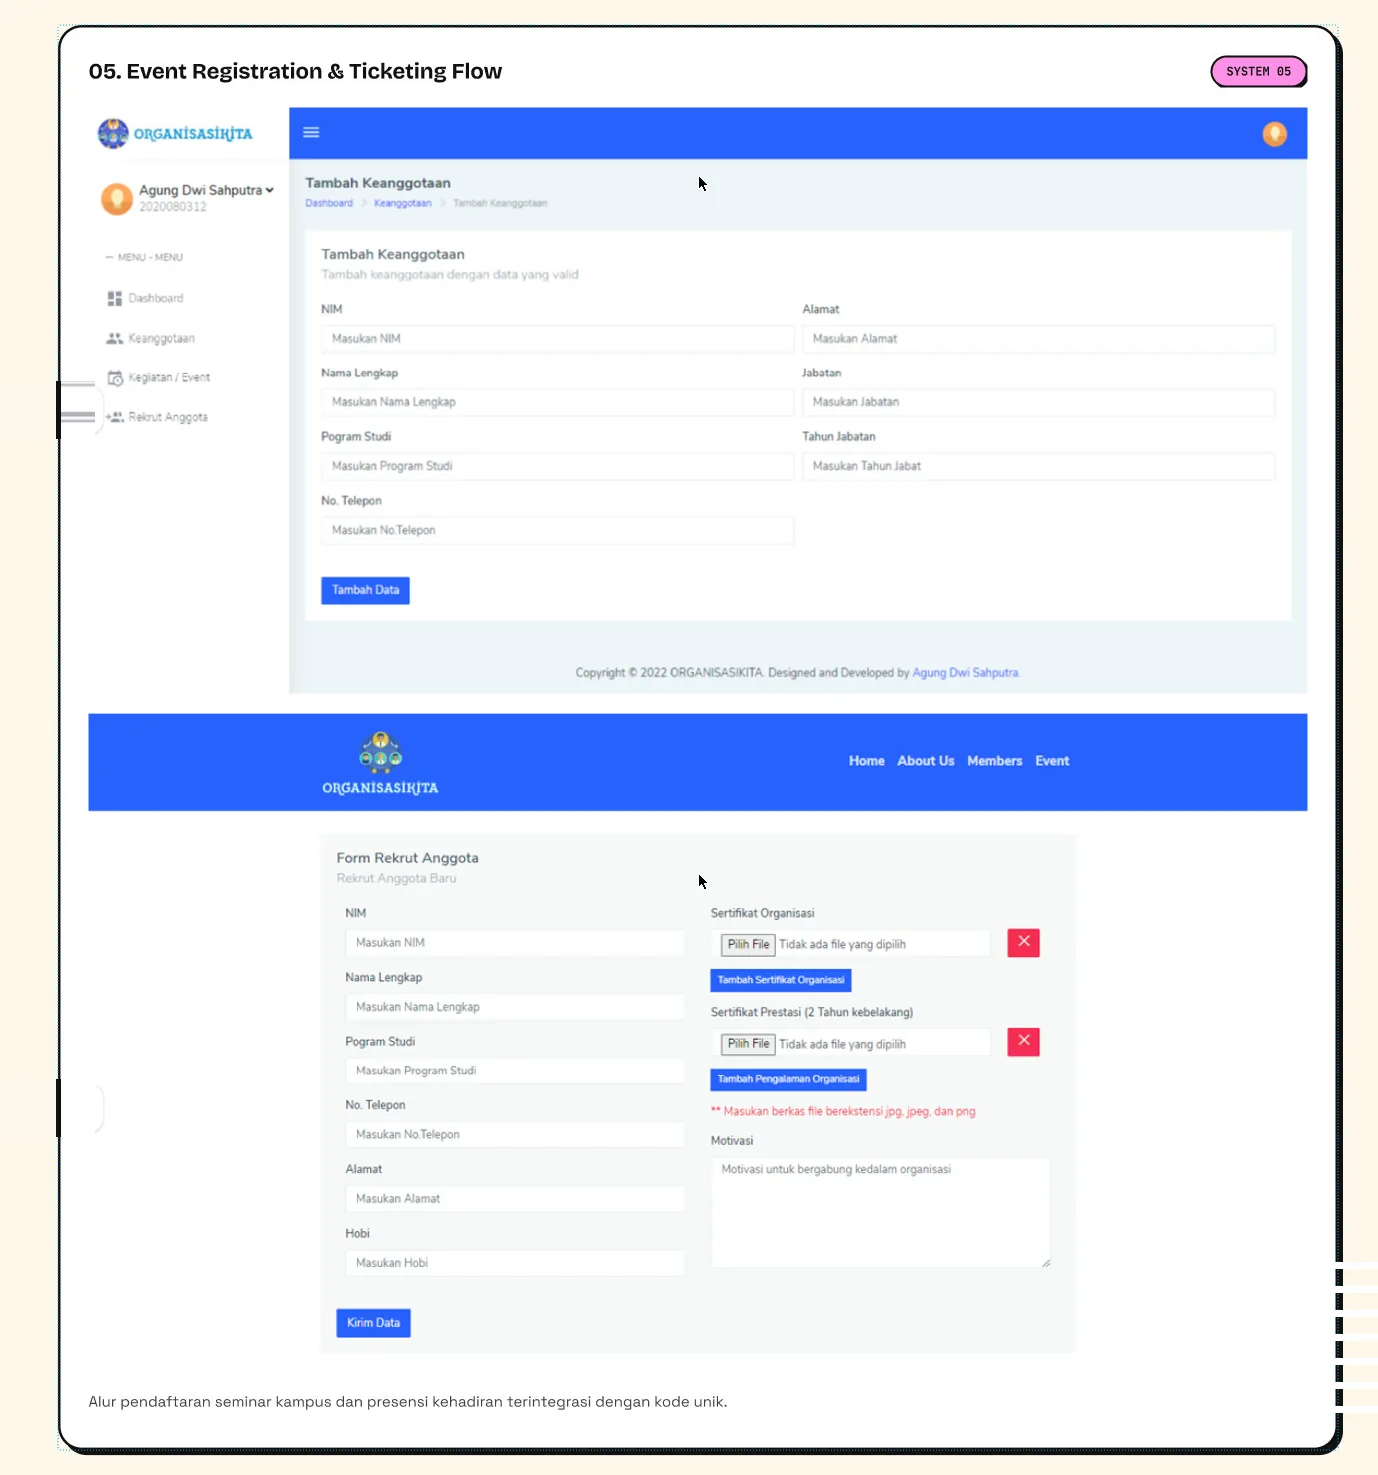 05. Event Registration & Ticketing Flow
SYSTEM 05
ORGANISASIKITA
Agung Dwi Sahputra
2020080312
MENU - MENU
Dashboard
Keanggotaan
Kegiatan / Event
Rekrut Anggota
Tambah Keanggotaan
Dashboard > Keanggotaan > Tambah Keanggotaan
Tambah Keanggotaan
Tambah keanggotaan dengan data yang valid
NIM
Masukan NIM
Nama Lengkap
Masukan Nama Lengkap
Pogram Studi
Masukan Program Studi
No. Telepon
Masukan No.Telepon
Alamat
Masukan Alamat
Jabatan
Masukan Jabatan
Tahun Jabatan
Masukan Tahun Jabat
Tambah Data
Copyright © 2022 ORGANISASIKITA. Designed and Developed by Agung Dwi Sahputra.
ORGANISASIKITA
Home About Us Members Event
Form Rekrut Anggota
Rekrut Anggota Baru
NIM
Masukan NIM
Nama Lengkap
Masukan Nama Lengkap
Pogram Studi
Masukan Program Studi
No. Telepon
Masukan No.Telepon
Alamat
Masukan Alamat
Hobi
Masukan Hobi
Sertifikat Organisasi
Pilih File Tidak ada file yang dipilih
Tambah Sertifikat Organisasi
Sertifikat Prestasi (2 Tahun kebelakang)
Pilih File Tidak ada file yang dipilih
Tambah Pengalaman Organisasi
** Masukan berkas file berekstensi jpg, jpeg, dan png
Motivasi
Motivasi untuk bergabung kedalam organisasi
Kirim Data
Alur pendaftaran seminar kampus dan presensi kehadiran terintegrasi dengan kode unik.